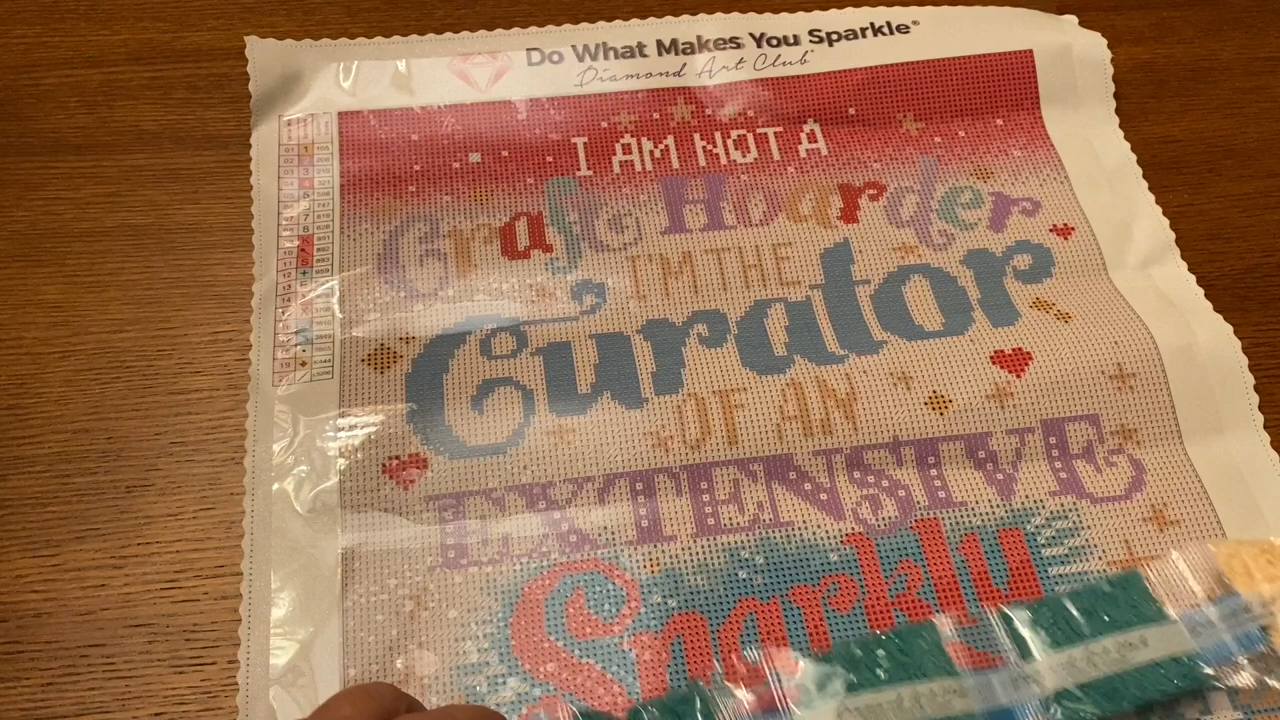 Do What Makes You Sparkle®
Diamond Art Club
I AM NOT A
Craft Hoarder
I'M THE
Curator
OF AN
EXTENSIVE
Sparkly